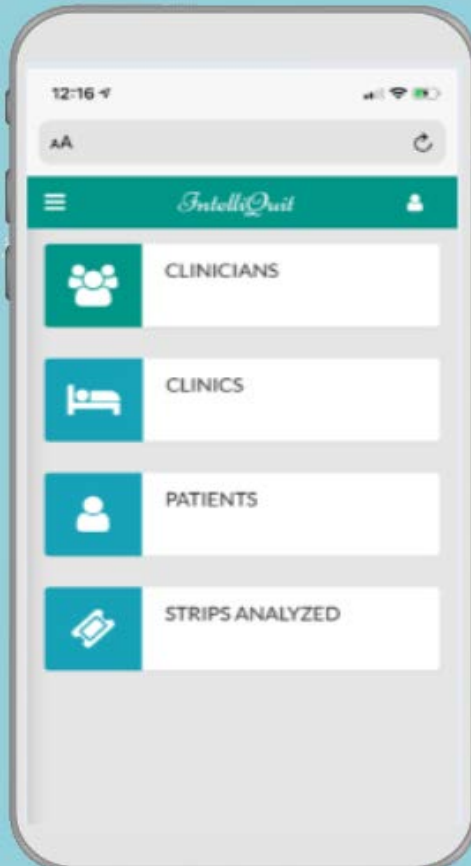 12:16
AA
IntelliQuit
CLINICIANS
CLINICS
PATIENTS
STRIPS ANALYZED